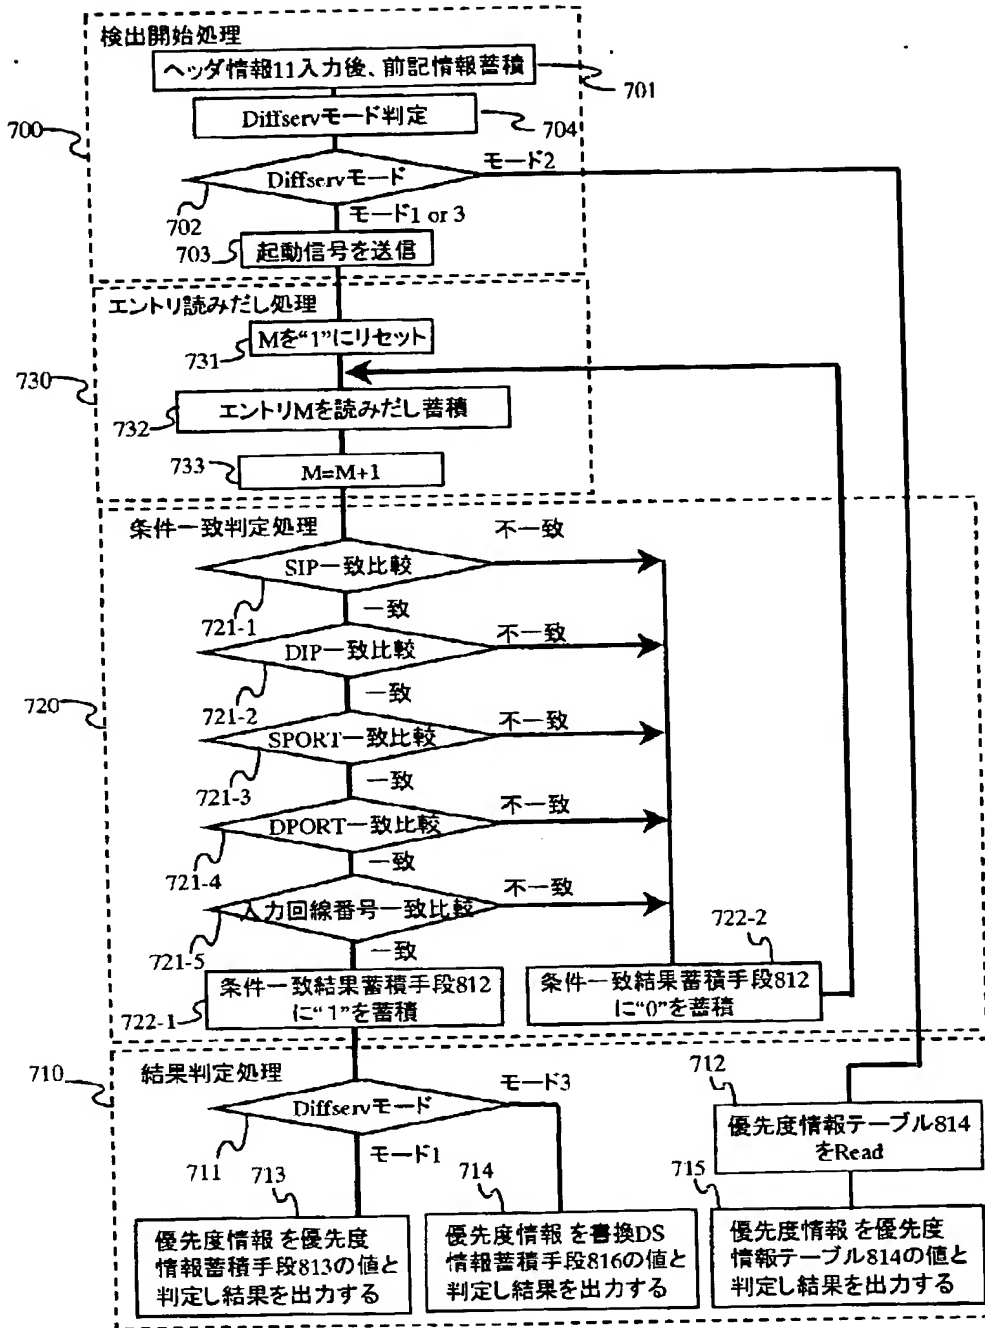 検出開始処理
ヘッダ情報11入力後、前記情報蓄積
701
Diffservモード判定
704
700
モード2
Diffservモード
702
モード1 or 3
703
起動信号を送信
エントリ読みだし処理
Mを“1”にリセット
731
730
エントリMを読みだし蓄積
732
733
M=M+1
条件一致判定処理
不一致
SIP一致比較
一致
721-1
不一致
DIP一致比較
一致
720
721-2
不一致
SPORT一致比較
一致
721-3
不一致
DPORT一致比較
一致
721-4
不一致
入力回線番号一致比較
722-2
一致
721-5
条件一致結果蓄積手段812
に“1”を蓄積
722-1
条件一致結果蓄積手段812
に“0”を蓄積
710
結果判定処理
モード3
712
Diffservモード
優先度情報テーブル814
をRead
モード1
711
713
714
715
優先度情報 を優先度
情報蓄積手段813の値と
判定し結果を出力する
優先度情報 を書換DS
情報蓄積手段816の値と
判定し結果を出力する
優先度情報 を優先度
情報テーブル814の値と
判定し結果を出力する